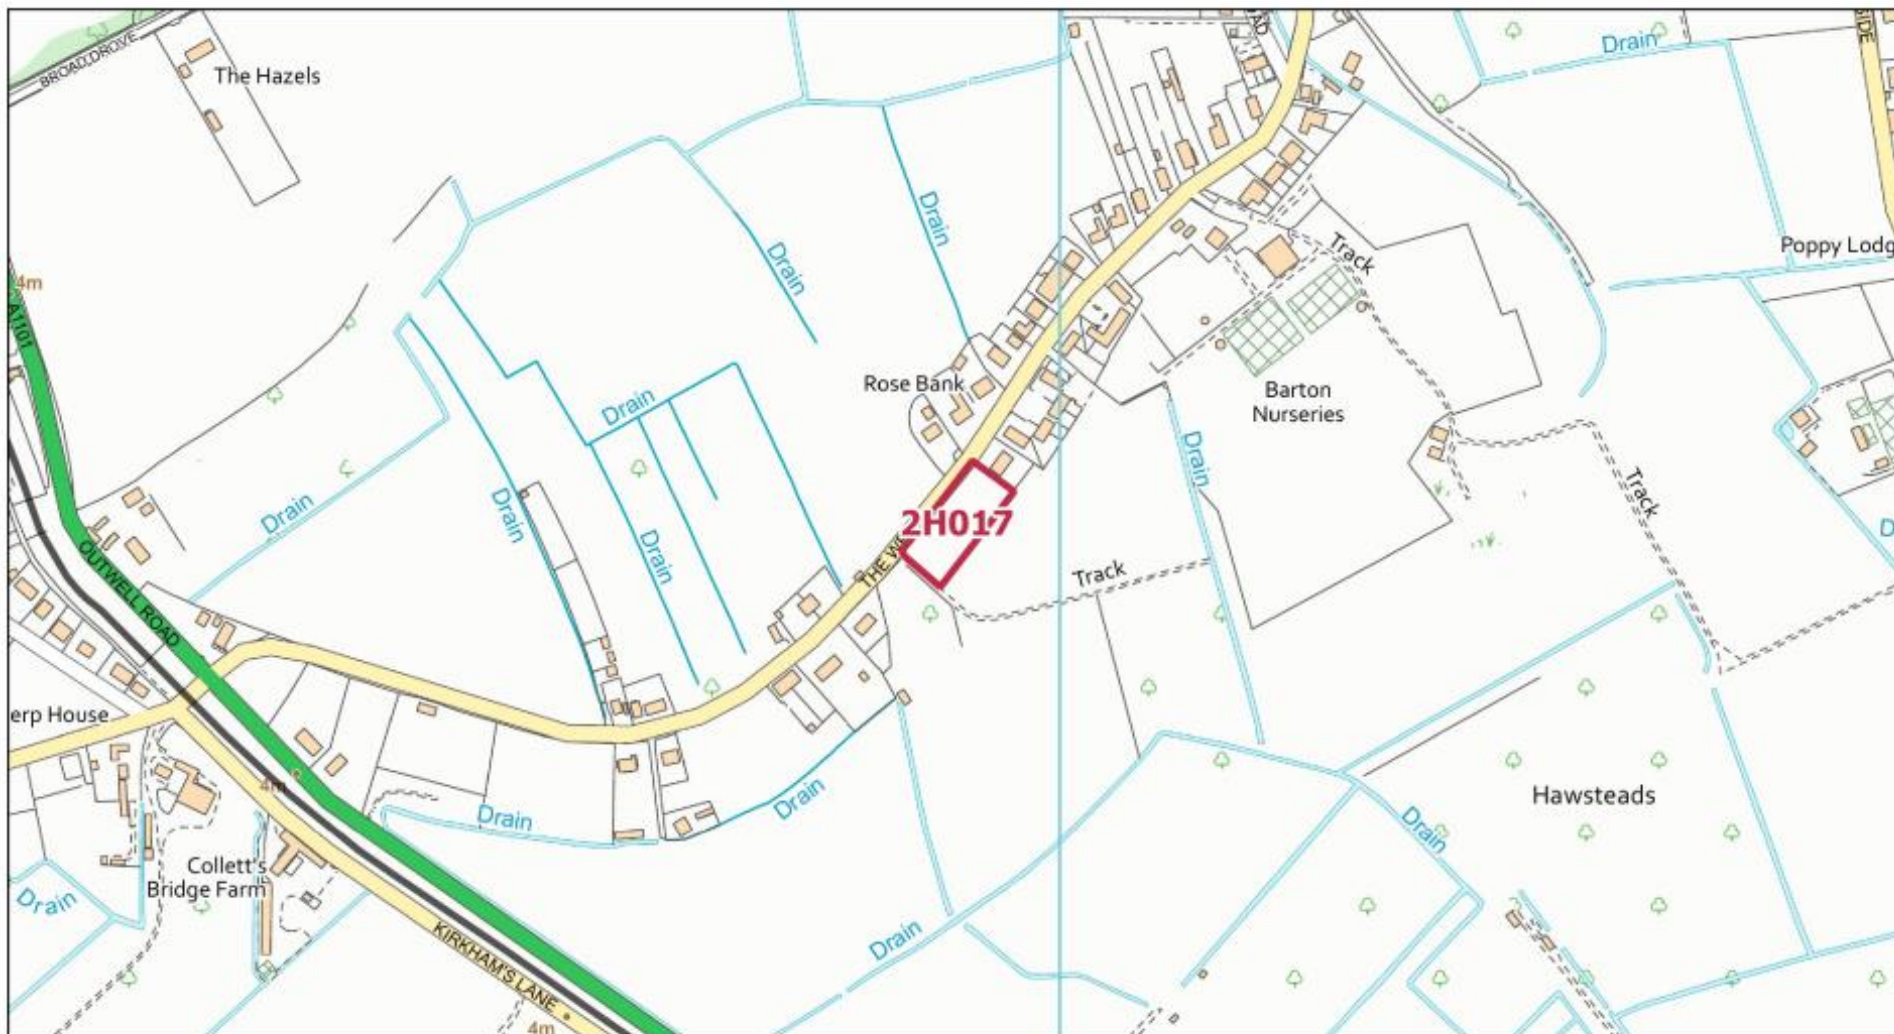 BROAD DROVE
The Hazels
Drain
SIDE
Drain
Drain
Track
Poppy Lodg
4m
A1101
Rose Bank
Barton
Nurseries
Drain
Drain
Track
Drain
Drain
Drain
2H017
THE W
Track
OUTWELL ROAD
erp House
4m
Drain
Drain
Hawsteads
Drain
Collett's
Bridge Farm
Drain
Drain
KIRKHAM'S LANE
4m
D